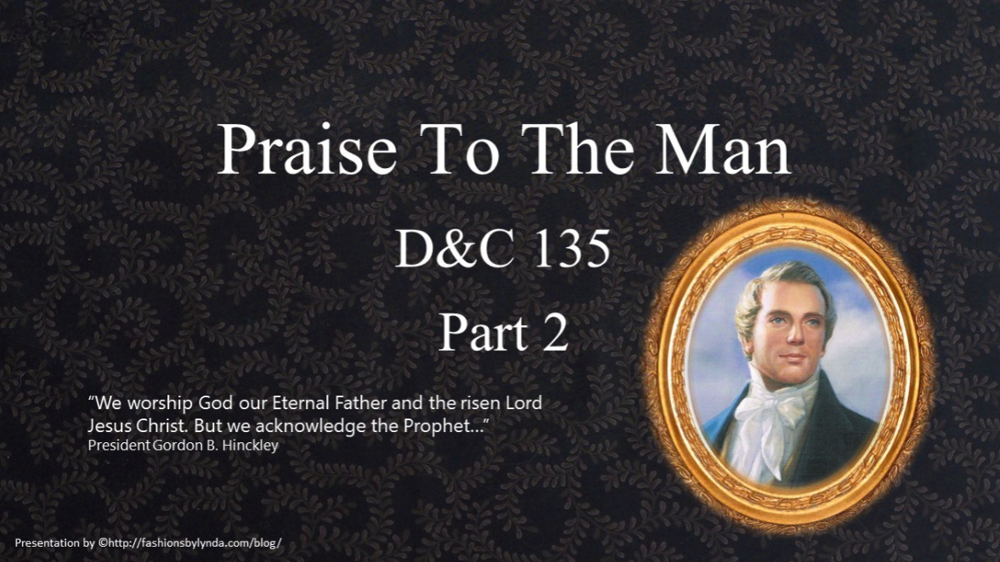 Praise To The Man
D&C 135
Part 2
“We worship God our Eternal Father and the risen Lord
Jesus Christ. But we acknowledge the Prophet…”
President Gordon B. Hinckley
Presentation by ©http://fashionsbylynda.com/blog/